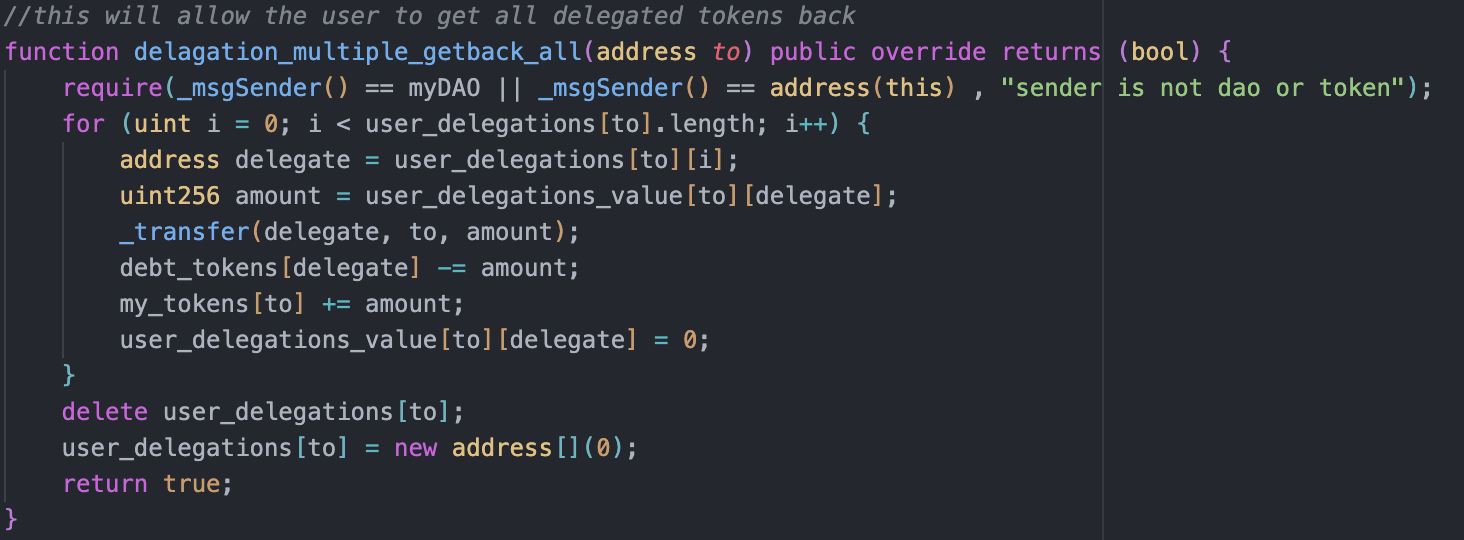 //this will allow the user to get all delegated tokens back
function delagation_multiple_getback_all(address to) public override returns (bool) {
    require(_msgSender() == myDAO || _msgSender() == address(this) , "sender is not dao or token");
    for (uint i = 0; i < user_delegations[to].length; i++) {
        address delegate = user_delegations[to][i];
        uint256 amount = user_delegations_value[to][delegate];
        _transfer(delegate, to, amount);
        debt_tokens[delegate] -= amount;
        my_tokens[to] += amount;
        user_delegations_value[to][delegate] = 0;
    }
    delete user_delegations[to];
    user_delegations[to] = new address[](0);
    return true;
}